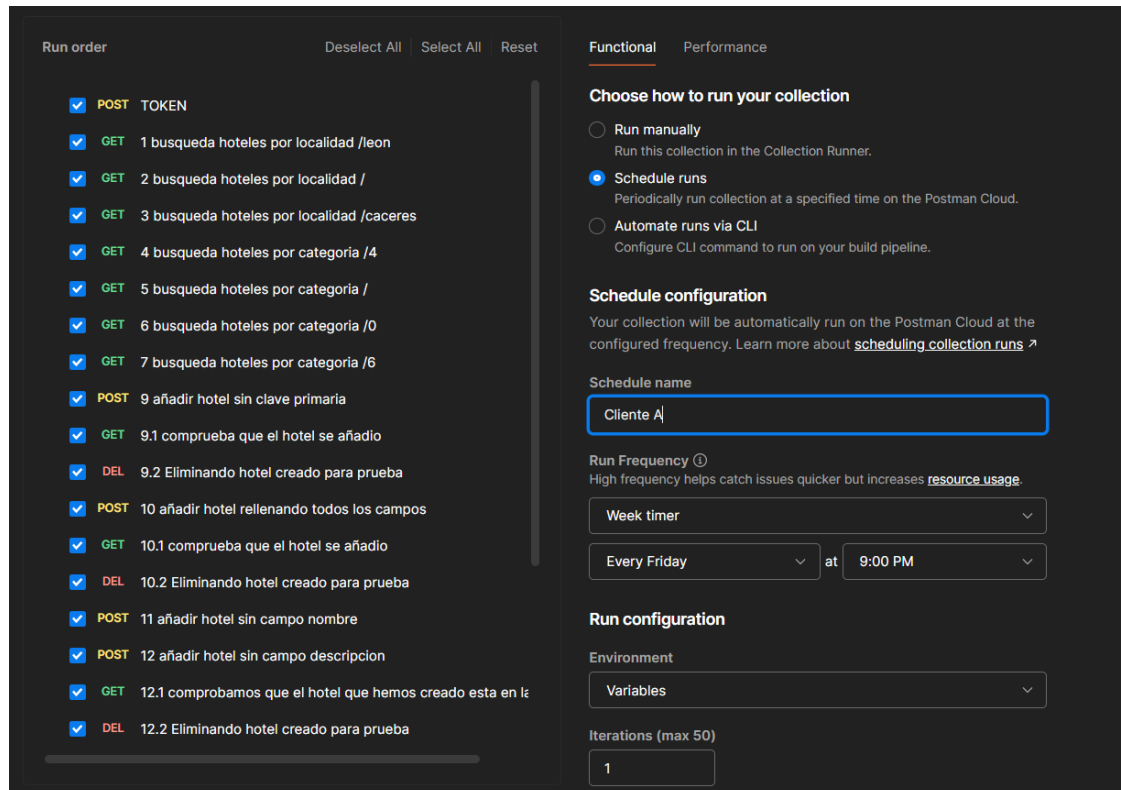 Run order
Deselect All
Select All
Reset
POST TOKEN
GET 1 busqueda hoteles por localidad /leon
GET 2 busqueda hoteles por localidad /
GET 3 busqueda hoteles por localidad /caceres
GET 4 busqueda hoteles por categoria /4
GET 5 busqueda hoteles por categoria /
GET 6 busqueda hoteles por categoria /0
GET 7 busqueda hoteles por categoria /6
POST 9 añadir hotel sin clave primaria
GET 9.1 comprueba que el hotel se añadio
DEL 9.2 Eliminando hotel creado para prueba
POST 10 añadir hotel rellenando todos los campos
GET 10.1 comprueba que el hotel se añadio
DEL 10.2 Eliminando hotel creado para prueba
POST 11 añadir hotel sin campo nombre
POST 12 añadir hotel sin campo descripcion
GET 12.1 comprobamos que el hotel que hemos creado esta en la
DEL 12.2 Eliminando hotel creado para prueba
Functional
Performance
Choose how to run your collection
Run manually
Run this collection in the Collection Runner.
Schedule runs
Periodically run collection at a specified time on the Postman Cloud.
Automate runs via CLI
Configure CLI command to run on your build pipeline.
Schedule configuration
Your collection will be automatically run on the Postman Cloud at the
configured frequency. Learn more about scheduling collection runs ↗
Schedule name
Cliente A
Run Frequency
High frequency helps catch issues quicker but increases resource usage.
Week timer
Every Friday at 9:00 PM
Run configuration
Environment
Variables
Iterations (max 50)
1